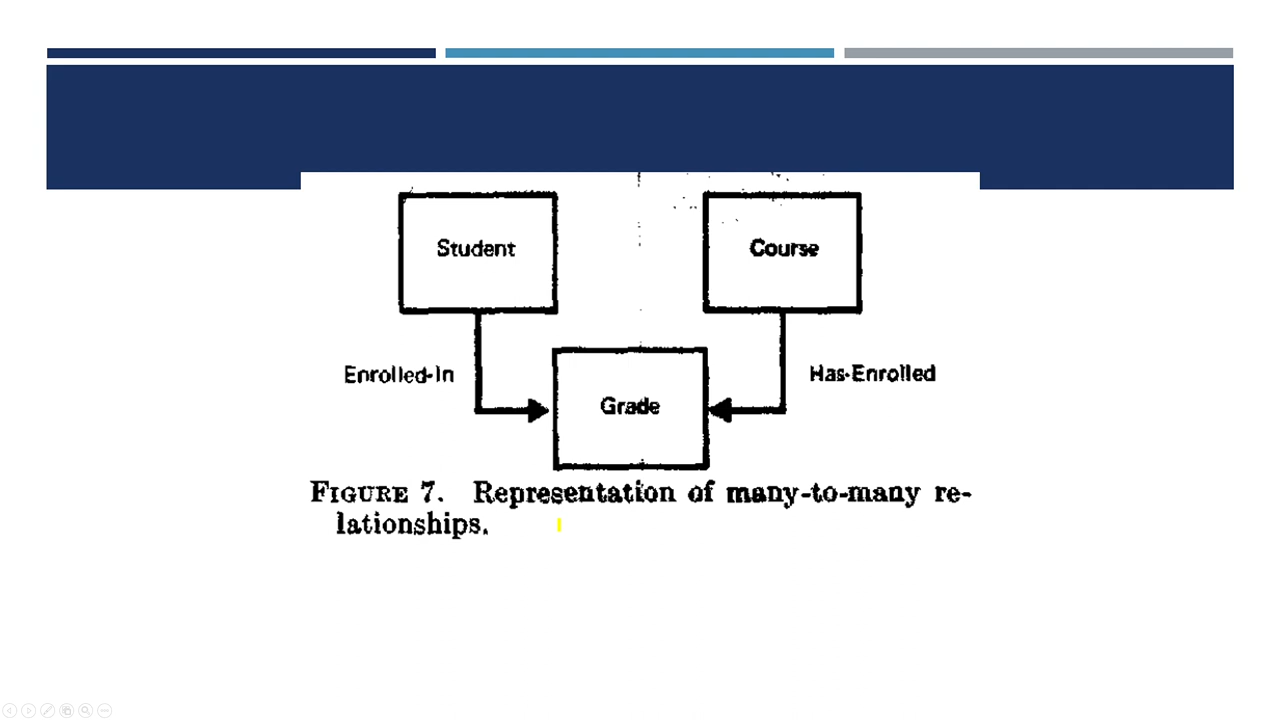 Student
Course
Enrolled-In
Has-Enrolled
Grade
FIGURE 7. Representation of many-to-many re-
lationships.